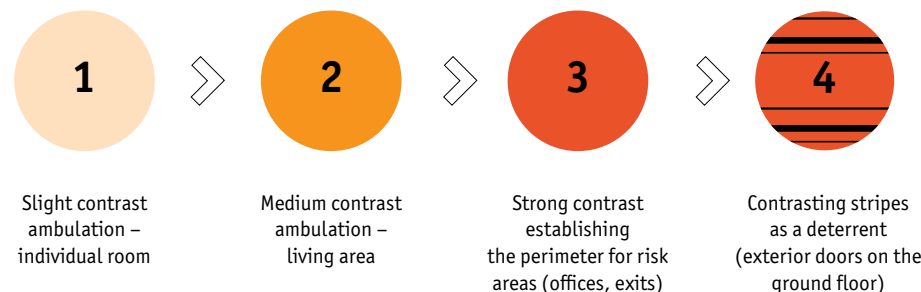 1
2
3
4
Slight contrast
ambulation –
individual room
Medium contrast
ambulation –
living area
Strong contrast
establishing
the perimeter for risk
areas (offices, exits)
Contrasting stripes
as a deterrent
(exterior doors on the
ground floor)